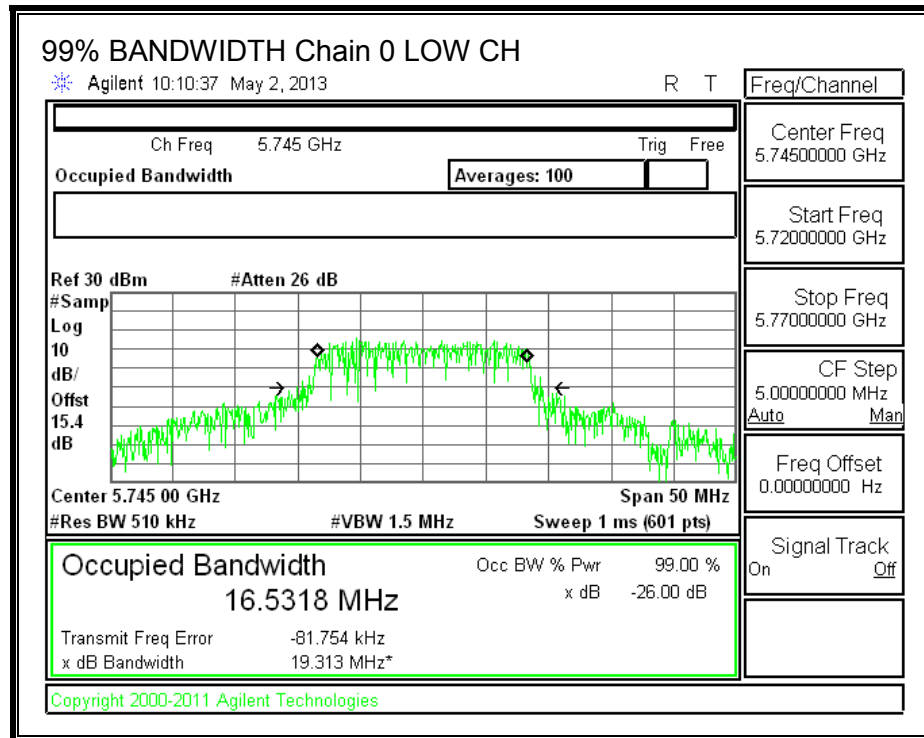 99% BANDWIDTH Chain 0 LOW CH
Agilent 10:10:37 May 2, 2013 R T
Ch Freq 5.745 GHz Trig Free
Occupied Bandwidth Averages: 100
Ref 30 dBm #Atten 26 dB
#Samp
Log
10
dB/
Offst
15.4
dB
Center 5.745 00 GHz Span 50 MHz
#Res BW 510 kHz #VBW 1.5 MHz Sweep 1 ms (601 pts)
Occupied Bandwidth Occ BW % Pwr 99.00 %
16.5318 MHz x dB -26.00 dB
Transmit Freq Error -81.754 kHz
x dB Bandwidth 19.313 MHz*
Copyright 2000-2011 Agilent Technologies
Freq/Channel
Center Freq
5.74500000 GHz
Start Freq
5.72000000 GHz
Stop Freq
5.77000000 GHz
CF Step
5.00000000 MHz
Auto Man
Freq Offset
0.00000000 Hz
Signal Track
On Off